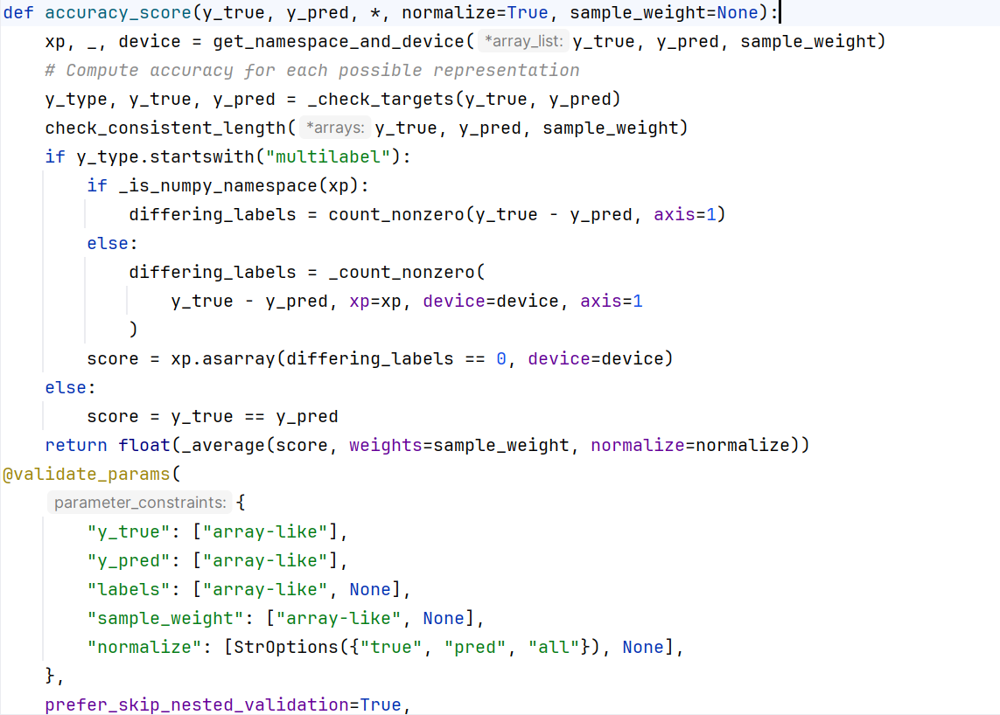 def accuracy_score(y_true, y_pred, *, normalize=True, sample_weight=None):
    xp, _, device = get_namespace_and_device( *array_list: y_true, y_pred, sample_weight)
    # Compute accuracy for each possible representation
    y_type, y_true, y_pred = _check_targets(y_true, y_pred)
    check_consistent_length( *arrays: y_true, y_pred, sample_weight)
    if y_type.startswith("multilabel"):
        if _is_numpy_namespace(xp):
            differing_labels = count_nonzero(y_true - y_pred, axis=1)
        else:
            differing_labels = _count_nonzero(
                y_true - y_pred, xp=xp, device=device, axis=1
            )
        score = xp.asarray(differing_labels == 0, device=device)
    else:
        score = y_true == y_pred
    return float(_average(score, weights=sample_weight, normalize=normalize))
@validate_params(
    parameter_constraints: {
        "y_true": ["array-like"],
        "y_pred": ["array-like"],
        "labels": ["array-like", None],
        "sample_weight": ["array-like", None],
        "normalize": [StrOptions({"true", "pred", "all"}), None],
    },
    prefer_skip_nested_validation=True,